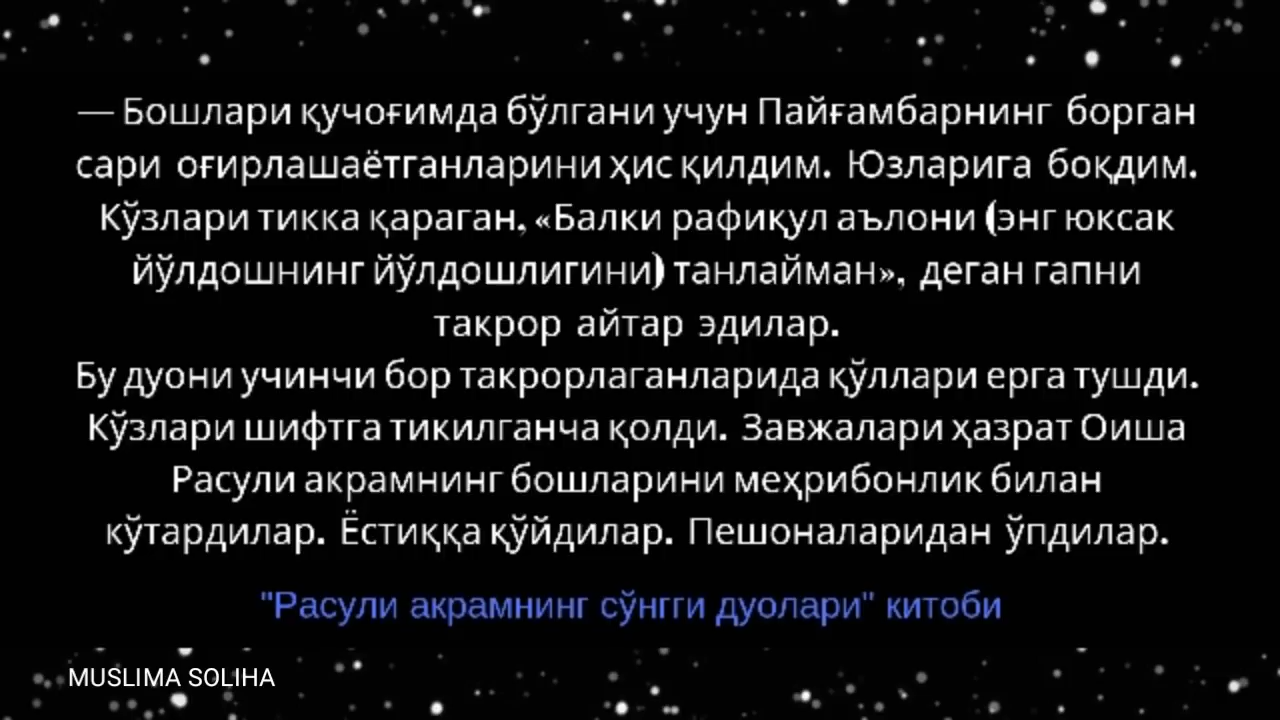 — Бошлари қучоғимда бўлгани учун Пайғамбарнинг борган
сари оғирлашаётганларини ҳис қилдим. Юзларига боқдим.
Кўзлари тикка қараган, «Балки рафиқул аълони (энг юксак
йўлдошнинг йўлдошлигини) танлайман», деган гапни
такрор айтар эдилар.
Бу дуони учинчи бор такрорлаганларида қўллари ерга тушди.
Кўзлари шифтга тикилганча қолди. Завжалари ҳазрат Оиша
Расули акрамнинг бошларини меҳрибонлик билан
кўтардилар. Ёстиққа қўйдилар. Пешоналаридан ўпдилар.
"Расули акрамнинг сўнгги дуолари" китоби
MUSLIMA SOLIHA